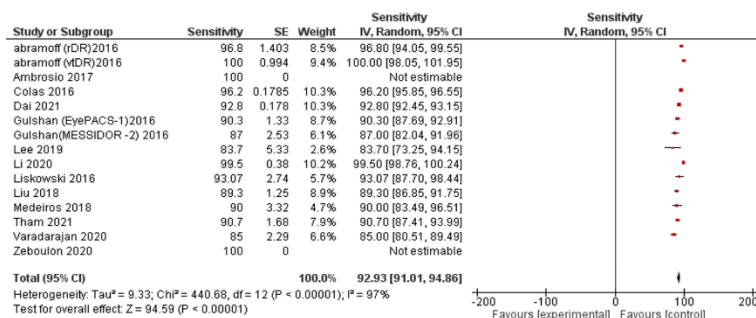 Sensitivity Sensitivity
Study or Subgroup Sensitivity SE Weight IV, Random, 95% CI IV, Random, 95% CI
abramoff (rDR)2016 96.8 1.403 8.5% 96.80 [94.05, 99.55]
abramoff (vtDR)2016 100 0.994 9.4% 100.00 [98.05, 101.95]
Ambrosio 2017 100 0 Not estimable
Colas 2016 96.2 0.1785 10.3% 96.20 [95.85, 96.55]
Dai 2021 92.8 0.178 10.3% 92.80 [92.45, 93.15]
Gulshan (EyePACS-1)2016 90.3 1.33 8.7% 90.30 [87.69, 92.91]
Gulshan(MESSIDOR -2) 2016 87 2.53 6.1% 87.00 [82.04, 91.96]
Lee 2019 83.7 5.33 2.8% 83.70 [73.25, 94.15]
Li 2020 99.5 0.38 10.2% 99.50 [98.76, 100.24]
Liskowski 2016 93.07 2.74 5.7% 93.07 [87.70, 98.44]
Liu 2018 89.3 1.25 8.8% 89.30 [86.85, 91.75]
Medeiros 2018 90 3.32 4.7% 90.00 [83.49, 96.51]
Tham 2021 90.7 1.68 7.9% 90.70 [87.41, 93.99]
Varadarajan 2020 85 2.29 6.6% 85.00 [80.51, 89.49]
Zeboulon 2020 100 0 Not estimable
Total (95% CI) 100.0% 92.93 [91.01, 94.86]
Heterogeneity: Tau² = 9.33; Chi² = 440.68, df = 12 (P < 0.00001); I² = 97%
Test for overall effect: Z = 94.59 (P < 0.00001)
-200 -100 0 100 200
Favours [experimental] Favours [control]